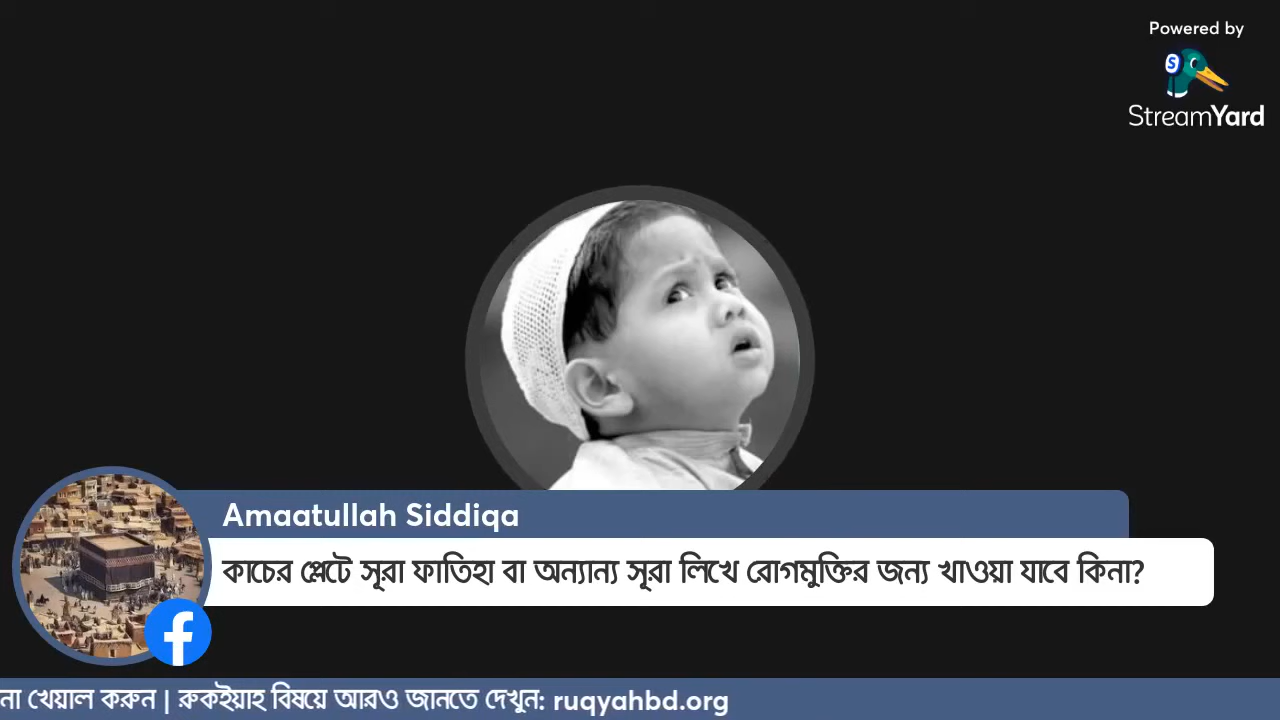 Powered by
S
StreamYard
Amaatullah Siddiqa
কাচের প্লেটে সূরা ফাতিহা বা অন্যান্য সূরা লিখে রোগমুক্তির জন্য খাওয়া যাবে কিনা?
না খেয়াল করুন | রুকইয়াহ বিষয়ে আরও জানতে দেখুন: ruqyahbd.org